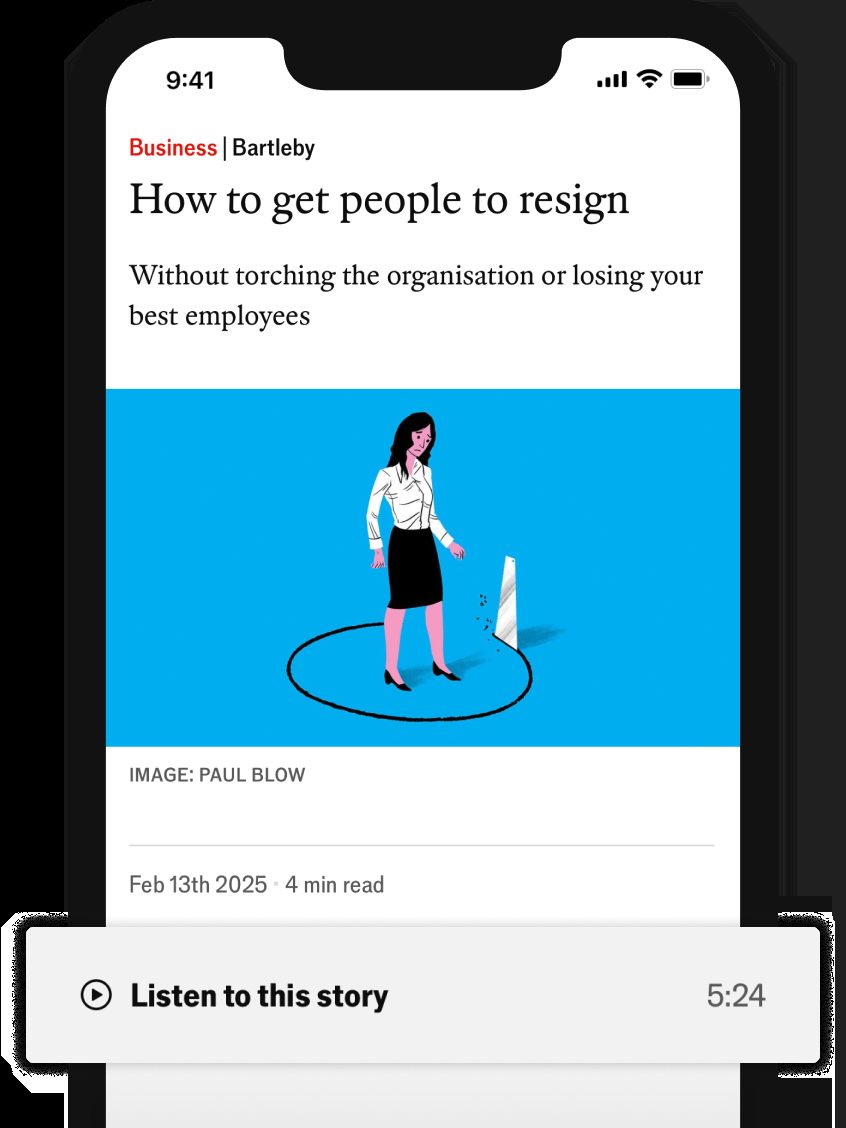 9:41
Business | Bartleby
How to get people to resign
Without torching the organisation or losing your
best employees
IMAGE: PAUL BLOW
Feb 13th 2025 · 4 min read
Listen to this story 5:24